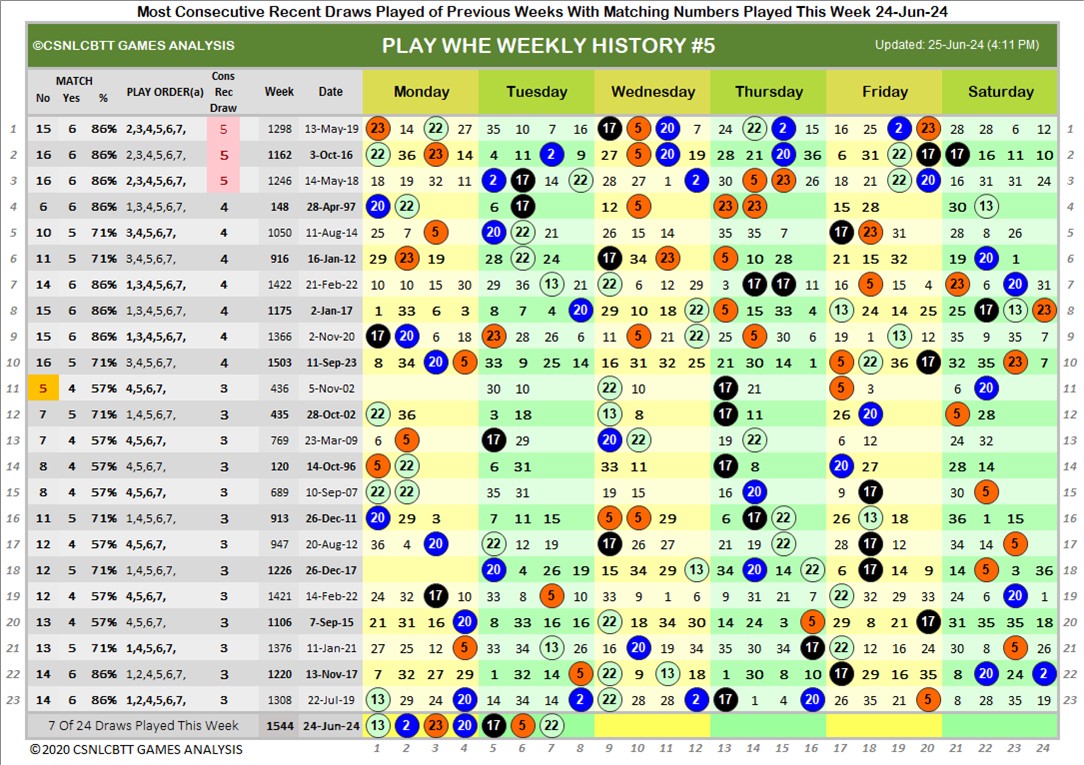 Most Consecutive Recent Draws Played of Previous Weeks With Matching Numbers Played This Week 24-Jun-24
©CSNLCBTT GAMES ANALYSIS PLAY WHE WEEKLY HISTORY #5 Updated: 25-Jun-24 (4:11 PM)
No MATCH Yes % PLAY ORDER(a) Cons Rec Draw Week Date Monday Tuesday Wednesday Thursday Friday Saturday
1 15 6 86% 2,3,4,5,6,7, 5 1298 13-May-19 23 14 22 27 35 10 7 16 17 5 11 7 24 22 2 15 16 25 2 23 28 28 6 12 1
2 16 6 86% 2,3,4,5,6,7, 5 1162 3-Oct-16 22 36 23 14 4 11 2 9 27 5 11 19 28 21 20 36 6 31 22 17 17 16 11 10 2
3 16 6 86% 2,3,4,5,6,7, 5 1246 14-May-18 18 19 32 11 2 17 14 22 28 27 1 2 30 5 23 26 18 21 22 20 16 31 31 24 3
4 6 6 86% 1,3,4,5,6,7, 4 148 28-Apr-97 20 22 6 17 12 5 23 23 15 28 30 13 4
5 10 5 71% 3,4,5,6,7, 4 1050 11-Aug-14 25 7 5 20 22 21 26 15 11 35 35 7 17 23 31 28 8 26 5
6 11 5 71% 3,4,5,6,7, 4 916 16-Jan-12 29 23 19 28 22 24 17 34 23 5 10 28 21 15 32 19 20 1 6
7 14 6 86% 1,3,4,5,6,7, 4 1422 21-Feb-22 10 10 15 30 29 36 13 21 22 6 12 29 3 17 17 11 16 5 15 4 23 6 20 31 7
8 15 6 86% 1,3,4,5,6,7, 4 1175 2-Jan-17 1 33 6 3 8 7 4 20 29 10 18 22 5 15 33 4 13 24 14 25 25 17 13 23 8
9 15 6 86% 1,3,4,5,6,7, 4 1375 2-Nov-20 17 20 6 18 23 28 26 6 11 5 21 22 25 5 30 6 19 1 13 12 35 9 35 7 9
10 16 5 71% 3,4,5,6,7, 4 1503 11-Sep-23 8 34 20 5 33 9 25 14 16 31 32 25 21 30 14 1 5 22 36 17 32 35 23 7 10
11 5 4 57% 4,5,6,7, 3 436 5-Nov-02 30 10 22 10 17 21 5 3 6 20 11
12 7 5 71% 1,4,5,6,7, 3 435 28-Oct-02 22 36 3 18 13 8 17 11 26 20 5 28 12
13 7 4 57% 4,5,6,7, 3 769 23-Mar-09 6 5 17 29 20 22 19 22 6 12 24 32 13
14 8 4 57% 4,5,6,7, 3 120 14-Oct-96 5 22 6 31 33 11 17 8 20 27 28 14 14
15 8 4 57% 4,5,6,7, 3 689 10-Sep-07 22 22 35 31 19 15 16 20 9 17 30 5 15
16 11 5 71% 1,4,5,6,7, 3 913 26-Dec-11 20 29 3 7 11 15 5 5 29 6 17 22 26 13 18 36 1 15 16
17 12 4 57% 4,5,6,7, 3 947 20-Aug-12 36 4 20 22 12 19 17 26 27 21 19 22 28 17 12 34 14 5 17
18 12 5 71% 1,4,5,6,7, 3 1226 26-Dec-17 20 4 26 19 15 34 29 13 34 20 14 22 6 17 14 9 14 5 3 36 18
19 12 4 57% 4,5,6,7, 3 1421 14-Feb-22 24 32 17 10 33 8 5 10 33 9 1 6 9 31 21 7 22 32 29 33 24 6 20 1 19
20 13 4 57% 4,5,6,7, 3 1106 7-Sep-15 21 31 16 20 8 33 16 16 22 18 34 30 14 24 3 5 29 8 21 17 31 35 35 18 20
21 13 5 71% 1,4,5,6,7, 3 1376 11-Jan-21 27 25 12 5 33 34 13 26 16 20 19 34 35 30 34 17 22 12 16 24 30 8 5 26 21
22 14 6 86% 1,2,4,5,6,7, 3 1220 13-Nov-17 7 32 27 29 1 32 14 5 22 9 13 18 1 30 8 10 17 29 14 35 8 20 24 2 22
23 14 6 86% 1,2,4,5,6,7, 3 1308 22-Jul-19 13 29 24 20 14 34 14 2 22 28 28 2 17 1 4 20 26 35 21 5 8 28 35 19 23
7 Of 24 Draws Played This Week 1544 24-Jun-24 13 2 23 20 17 5 22
© 2020 CSNLCBTT GAMES ANALYSIS 1 2 3 4 5 6 7 8 9 10 11 12 13 14 15 16 17 18 19 20 21 22 23 24